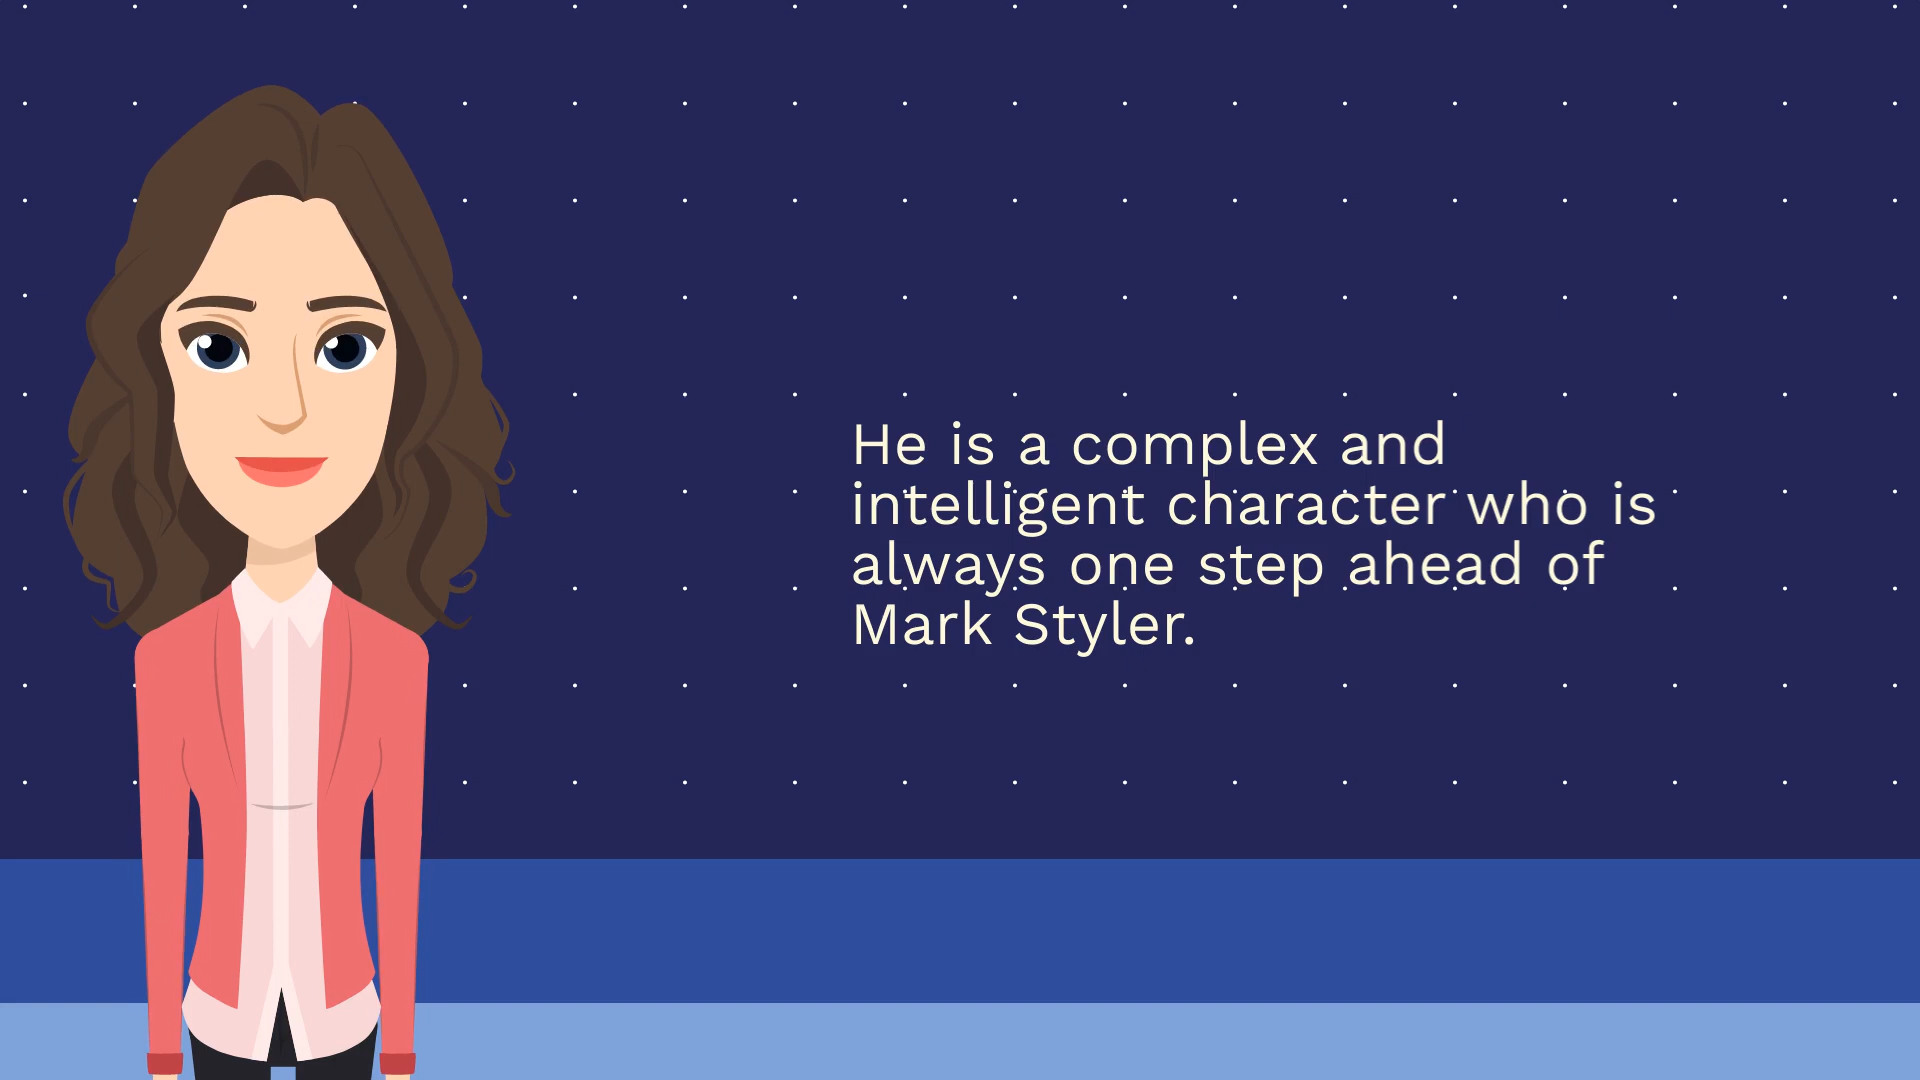 He is a complex and
intelligent character who is
always one step ahead of
Mark Styler.